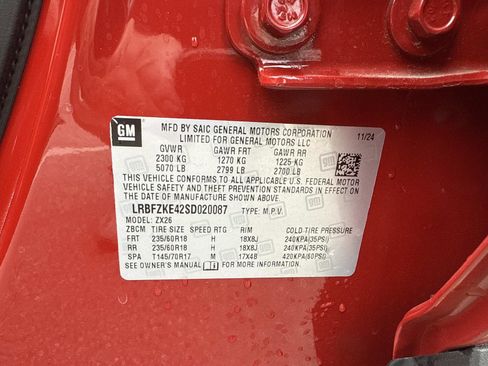 GM
MFD BY SAIC GENERAL MOTORS CORPORATION
LIMITED FOR GENERAL MOTORS LLC
11/24
GVWR GAWR FRT GAWR RR
2300 KG 1270 KG 1225 KG
5070 LB 2799 LB 2700 LB
THIS VEHICLE CONFORMS TO ALL APPLICABLE U.S. FEDERAL MOTOR
VEHICLE SAFETY AND THEFT PREVENTION STANDARDS IN EFFECT ON
THE DATE OF MANUFACTURE SHOWN ABOVE.
LRBFZKE42SD020087 TYPE: M.P.V.
MODEL: ZX26
ZBCM TIRE SIZE SPEED RTG RIM COLD TIRE PRESSURE
FRT 235/60R18 H 18X8J 240KPA(35PSI)
RR 235/60R18 H 18X8J 240KPA(35PSI)
SPA T145/70R17 M 17X4B 420KPA(60PSI)
SEE OWNER'S MANUAL FOR MORE INFORMATION